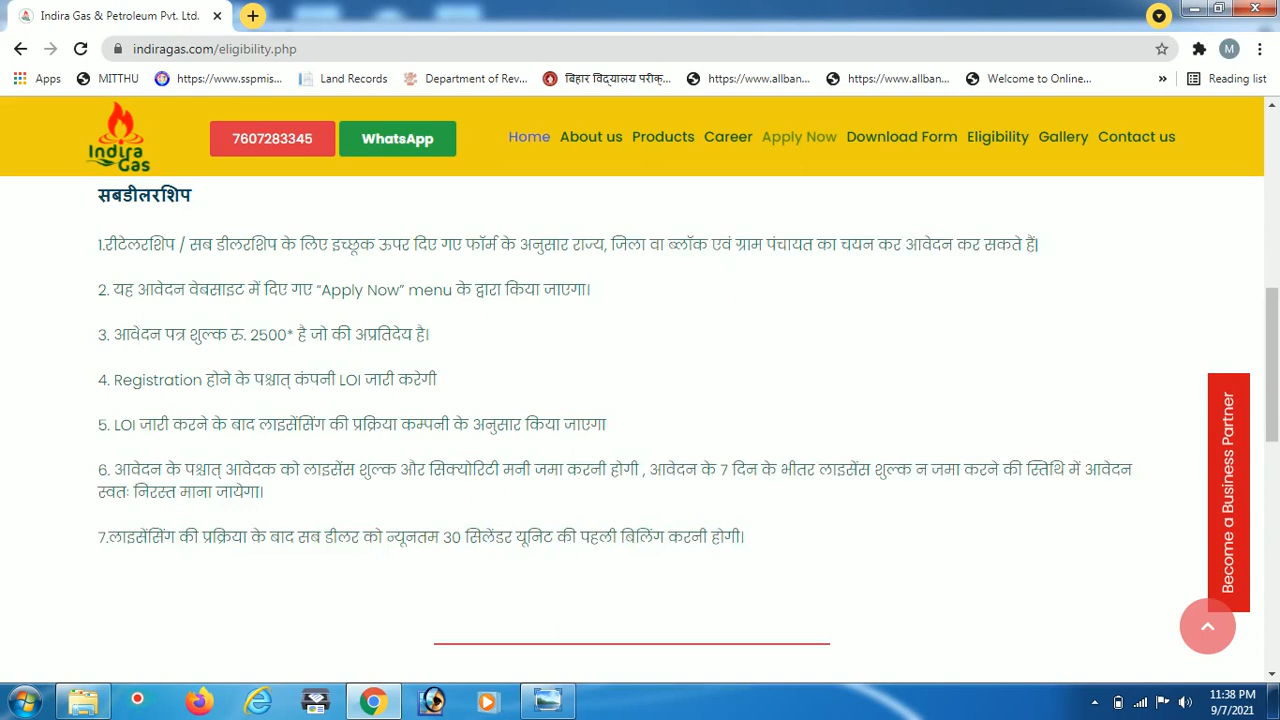 Indira Gas & Petroleum Pvt. Ltd.
indiragas.com/eligibility.php
M
Apps MITTHU https://www.sspmis... Land Records Department of Rev... बिहार विद्यालय परीक्... https://www.allban... https://www.allban... Welcome to Online... » Reading list
Indira Gas
7607283345 WhatsApp Home About us Products Career Apply Now Download Form Eligibility Gallery Contact us
सबडीलरशिप
1.रीटेलरशिप / सब डीलरशिप के लिए इच्छूक ऊपर दिए गए फॉर्म के अनुसार राज्य, जिला वा ब्लॉक एवं ग्राम पंचायत का चयन कर आवेदन कर सकते हैं|
2. यह आवेदन वेबसाइट में दिए गए “Apply Now” menu के द्वारा किया जाएगा।
3. आवेदन पत्र शुल्क रु. 2500* है जो की अप्रतिदेय है।
4. Registration होने के पश्चात् कंपनी LOI जारी करेगी
5. LOI जारी करने के बाद लाइसेंसिंग की प्रक्रिया कम्पनी के अनुसार किया जाएगा
6. आवेदन के पश्चात् आवेदक को लाइसेंस शुल्क और सिक्योरिटी मनी जमा करनी होगी , आवेदन के 7 दिन के भीतर लाइसेंस शुल्क न जमा करने की स्तिथि में आवेदन
स्वतः निरस्त माना जायेगा।
7.लाइसेंसिंग की प्रक्रिया के बाद सब डीलर को न्यूनतम 30 सिलेंडर यूनिट की पहली बिलिंग करनी होगी।
Become a Business Partner
11:38 PM
9/7/2021